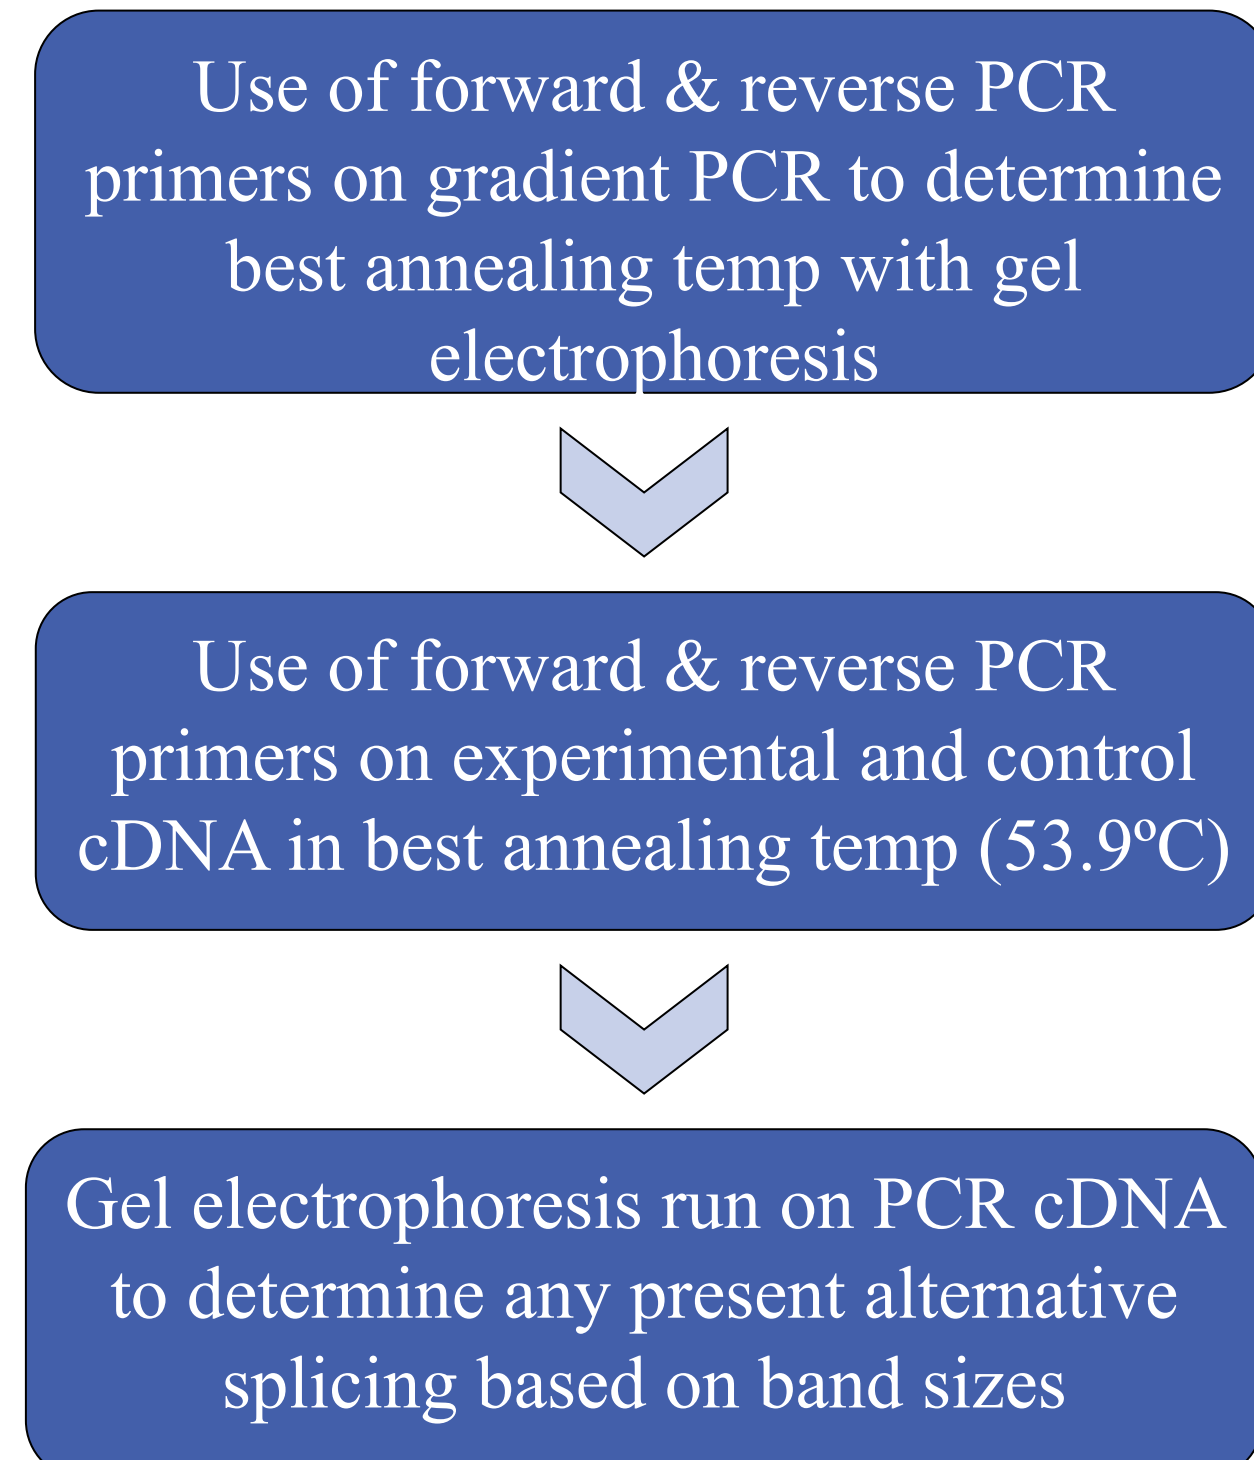 Use of forward & reverse PCR
primers on gradient PCR to determine
best annealing temp with gel
electrophoresis
Use of forward & reverse PCR
primers on experimental and control
cDNA in best annealing temp (53.9ºC)
Gel electrophoresis run on PCR cDNA
to determine any present alternative
splicing based on band sizes